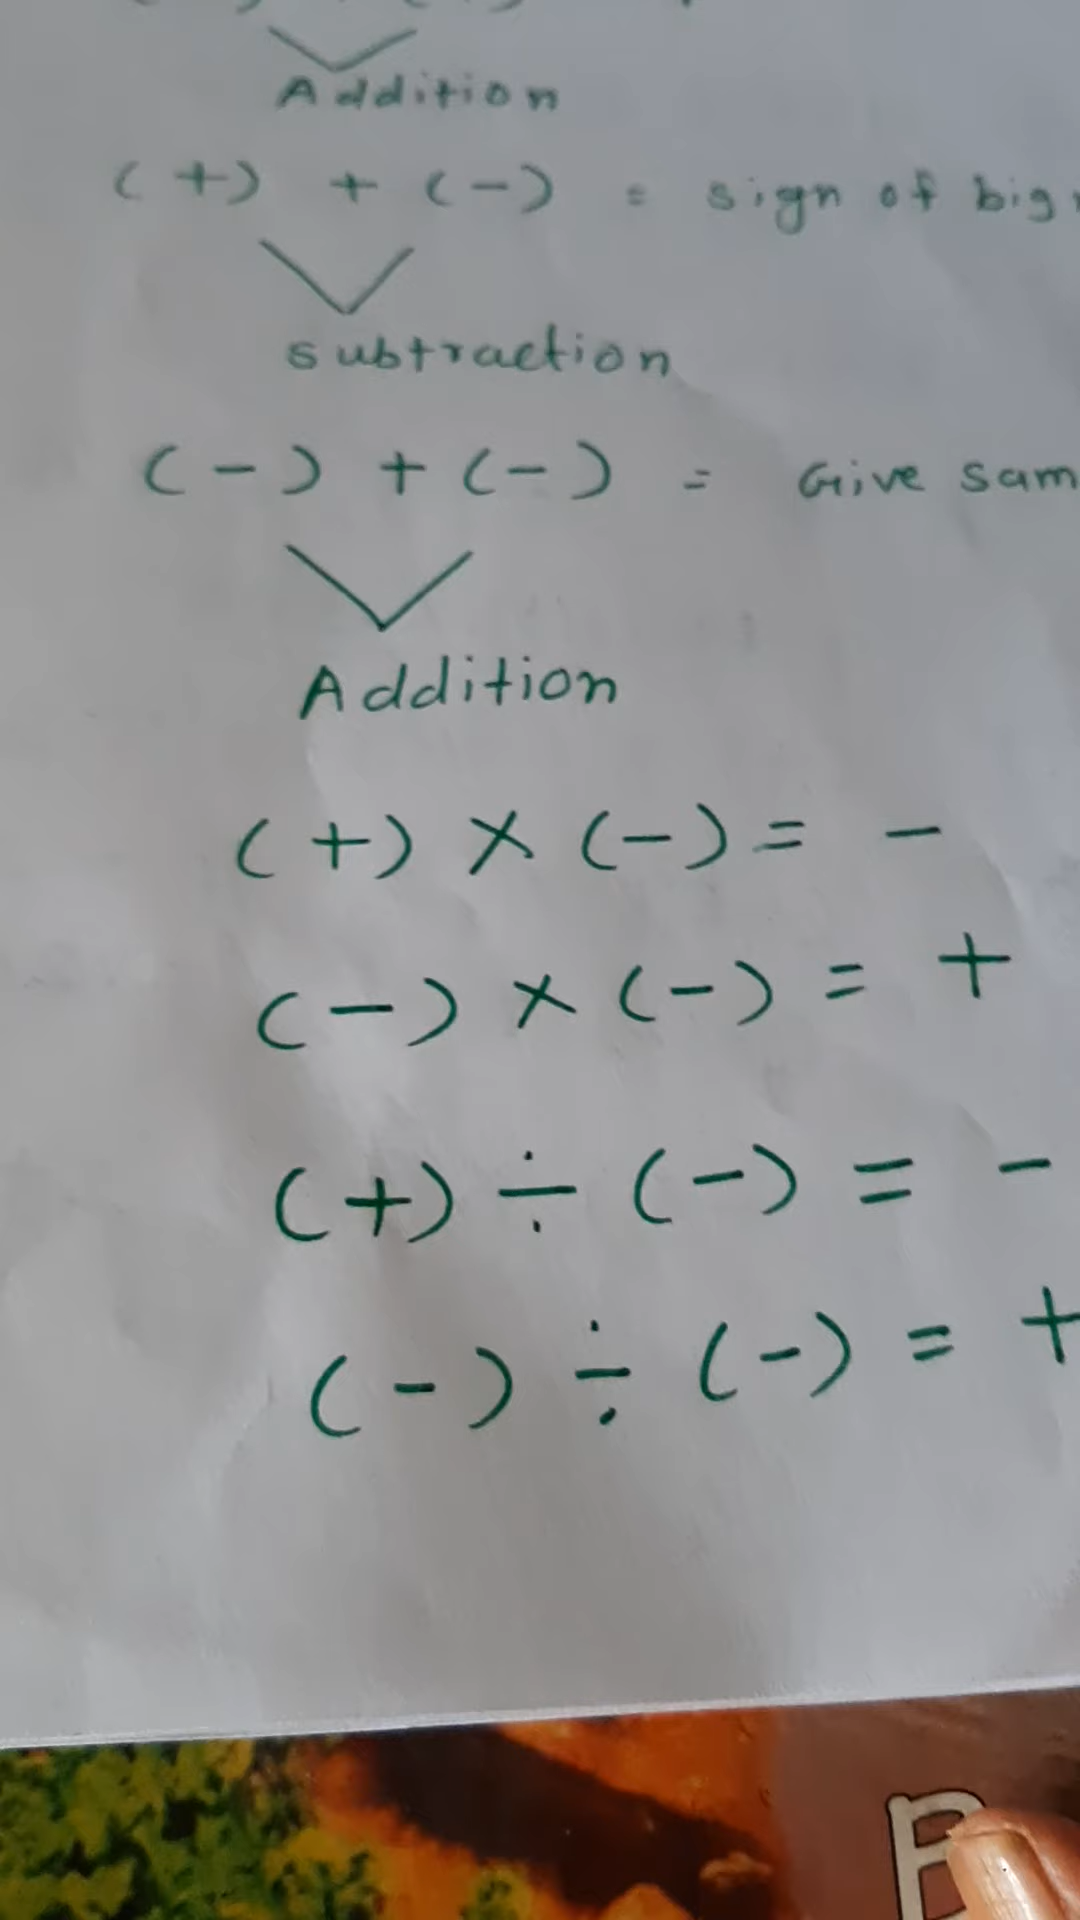 Addition
(+) + (-) = sign of big
subtraction
(-) + (-) = Give sam
Addition
(+) × (-) = -
(-) × (-) = +
(+) ÷ (-) = -
(-) ÷ (-) = +